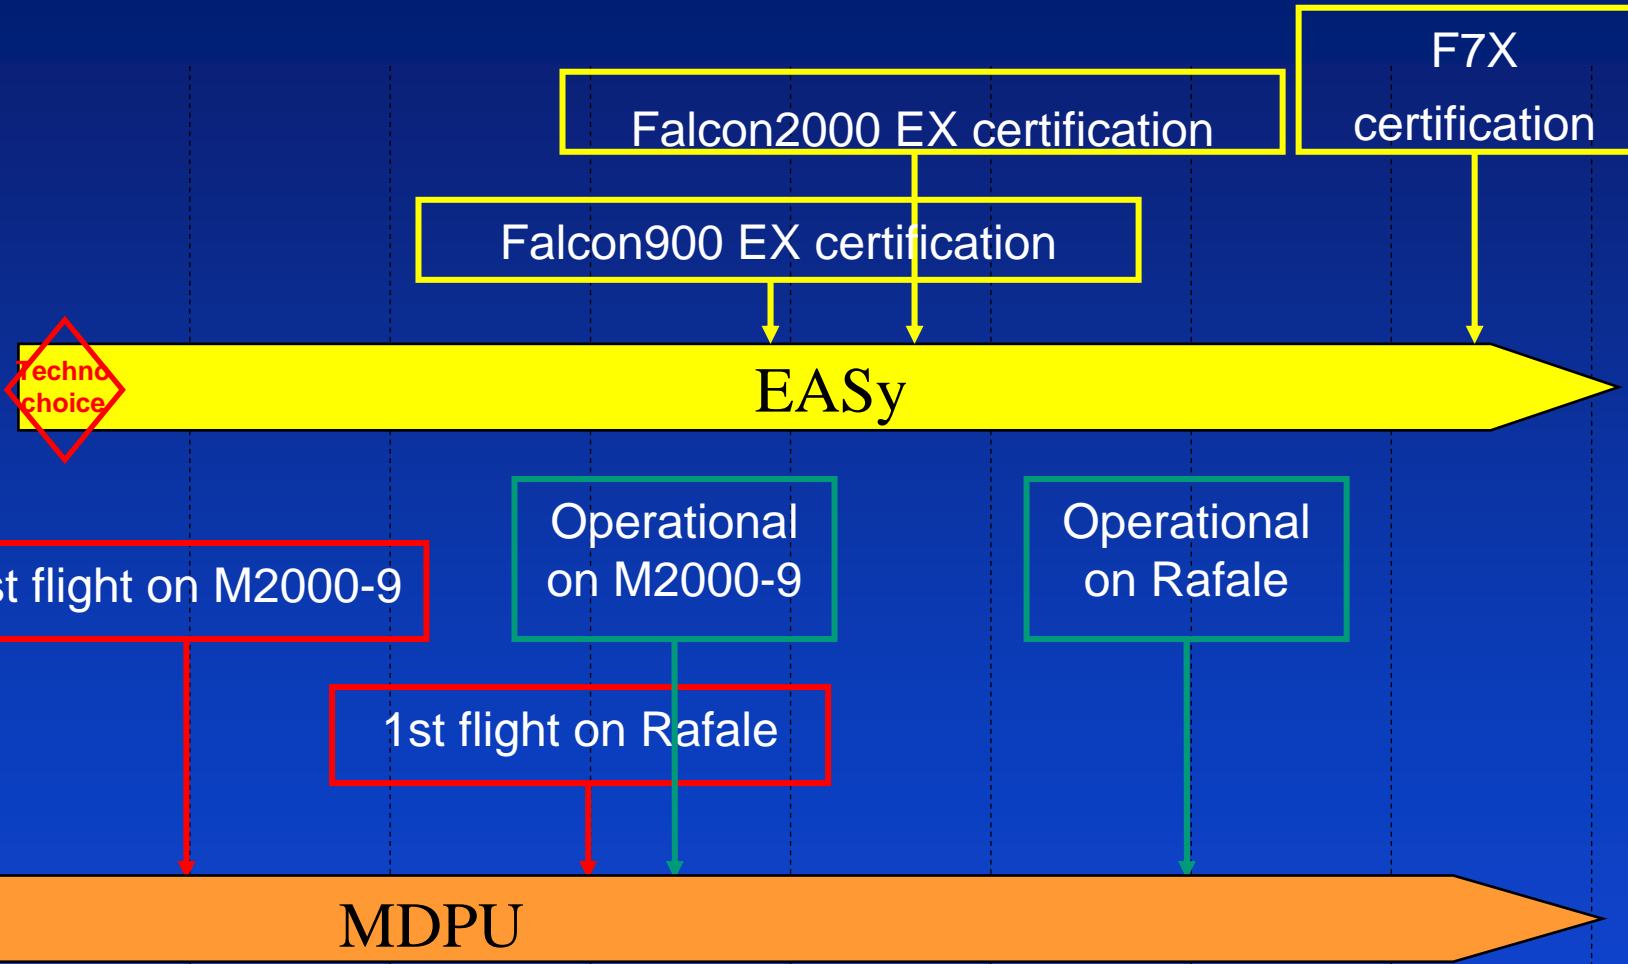 F7X
certification
Falcon2000 EX certification
Falcon900 EX certification
Techno
choice
EASy
Operational
on M2000-9
Operational
on Rafale
st flight on M2000-9
1st flight on Rafale
MDPU